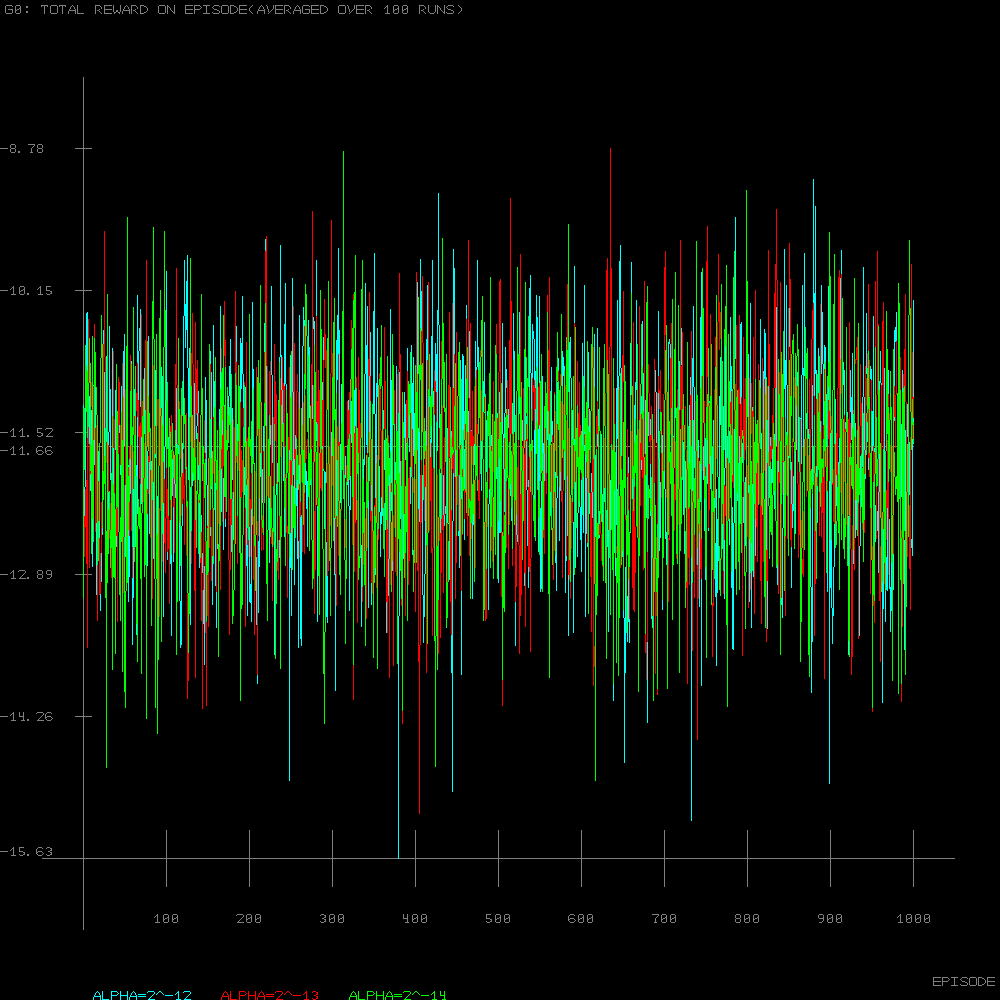 G0: TOTAL REWARD ON EPISODE(AVERAGED OVER 100 RUNS)
-8.78
-10.15
-11.52
-11.66
-12.89
-14.26
-15.63
100 200 300 400 500 600 700 800 900 1000
EPISODE
ALPHA=2^-12 ALPHA=2^-13 ALPHA=2^-14